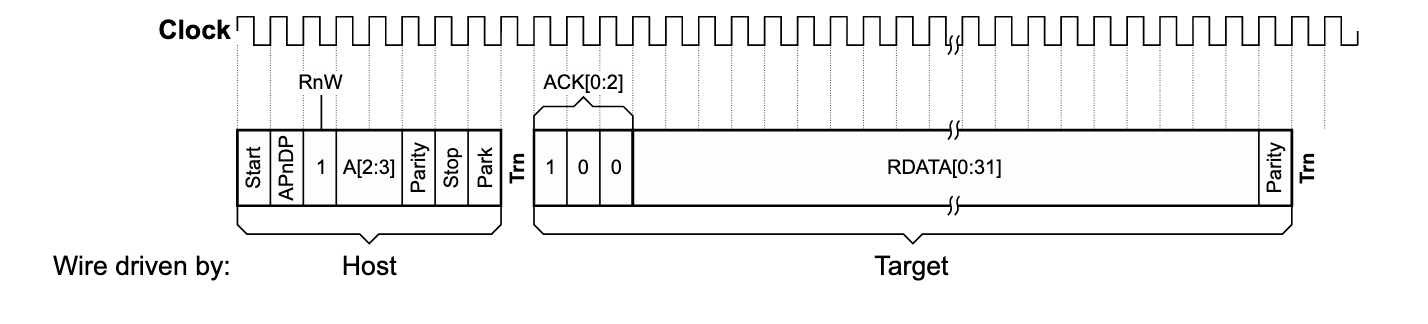 Clock
RnW
ACK[0:2]
Start
APnDP
1
A[2:3]
Parity
Stop
Park
Trn
1
0
0
RDATA[0:31]
Parity
Trn
Wire driven by:
Host
Target